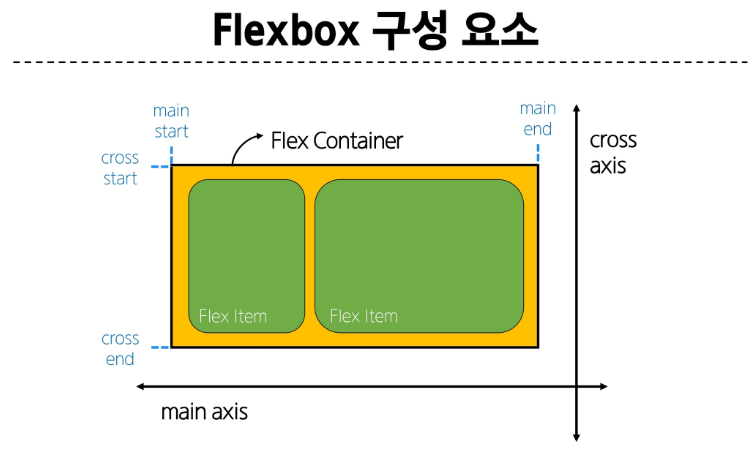 Flexbox 구성 요소
main
start
main
end
Flex Container
cross
axis
cross
start
Flex Item
Flex Item
cross
end
main axis